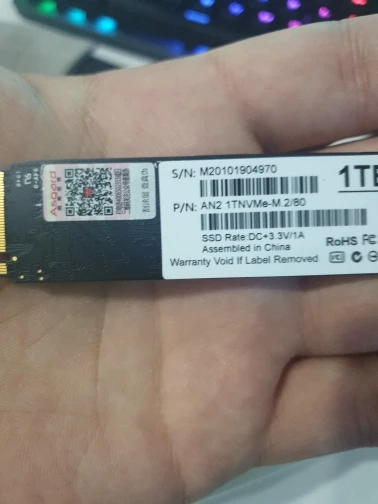 S/N: M20101904970
1TB
P/N: AN2 1TNVMe-M.2/80
SSD Rate:DC+3.3V/1A
Assembled in China
RoHS FC
Warranty Void If Label Removed
Asgard